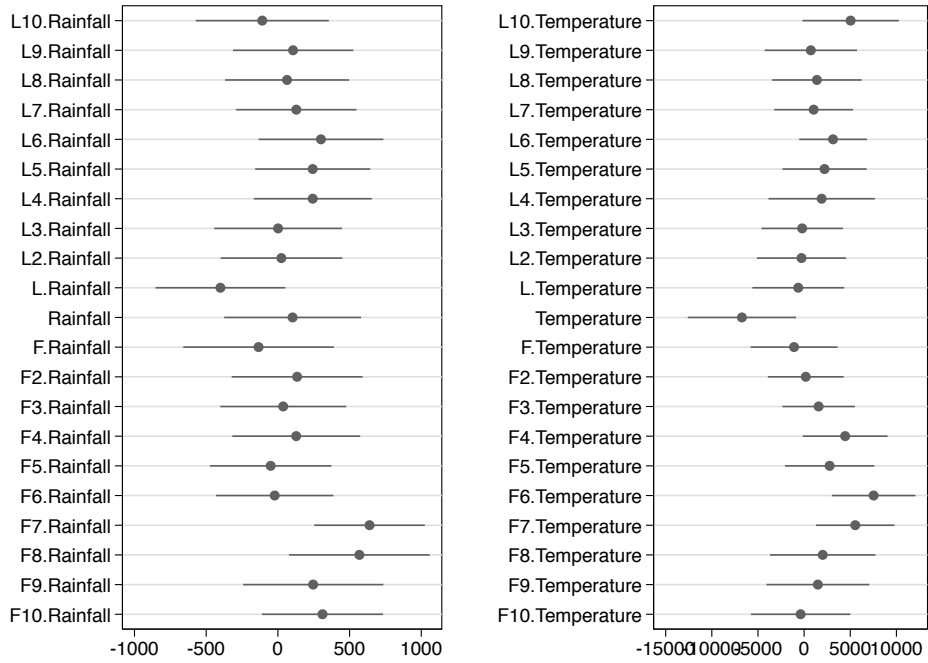 L10.Rainfall
L9.Rainfall
L8.Rainfall
L7.Rainfall
L6.Rainfall
L5.Rainfall
L4.Rainfall
L3.Rainfall
L2.Rainfall
L.Rainfall
Rainfall
F.Rainfall
F2.Rainfall
F3.Rainfall
F4.Rainfall
F5.Rainfall
F6.Rainfall
F7.Rainfall
F8.Rainfall
F9.Rainfall
F10.Rainfall
-1000 -500 0 500 1000
L10.Temperature
L9.Temperature
L8.Temperature
L7.Temperature
L6.Temperature
L5.Temperature
L4.Temperature
L3.Temperature
L2.Temperature
L.Temperature
Temperature
F.Temperature
F2.Temperature
F3.Temperature
F4.Temperature
F5.Temperature
F6.Temperature
F7.Temperature
F8.Temperature
F9.Temperature
F10.Temperature
-15000 -10000 -5000 0 5000 10000